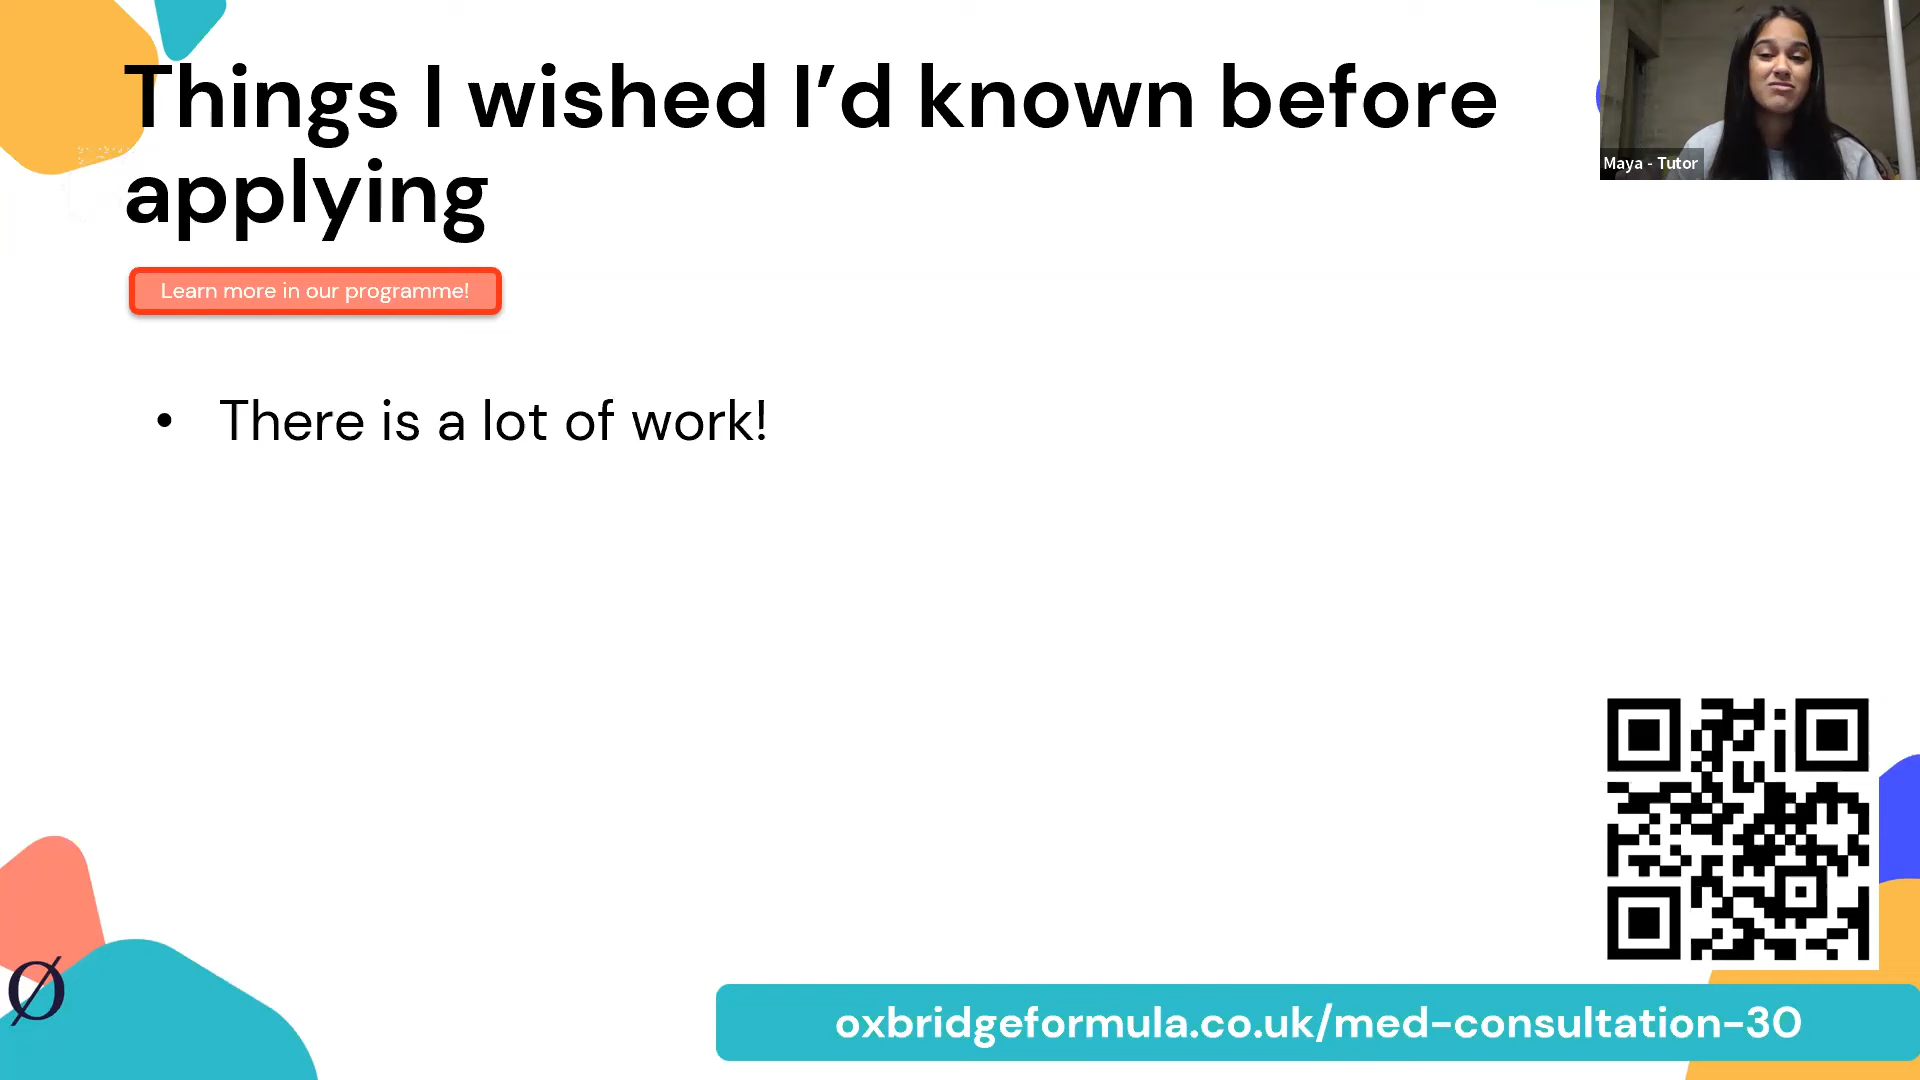 Things I wished I’d known before
applying
Maya - Tutor
Learn more in our programme!
• There is a lot of work!
Ø
oxbridgeformula.co.uk/med-consultation-30